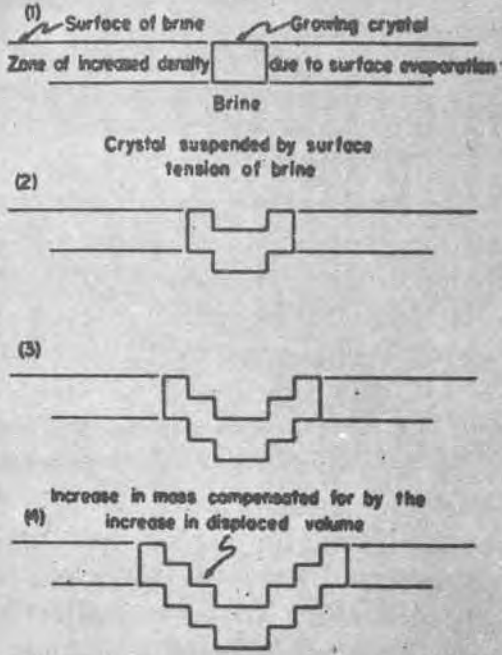 (1) Surface of brine Growing crystal
Zone of increased density due to surface evaporation
Brine
Crystal suspended by surface
tension of brine
(2)
(3)
Increase in mass compensated for by the
(4) increase in displaced volume